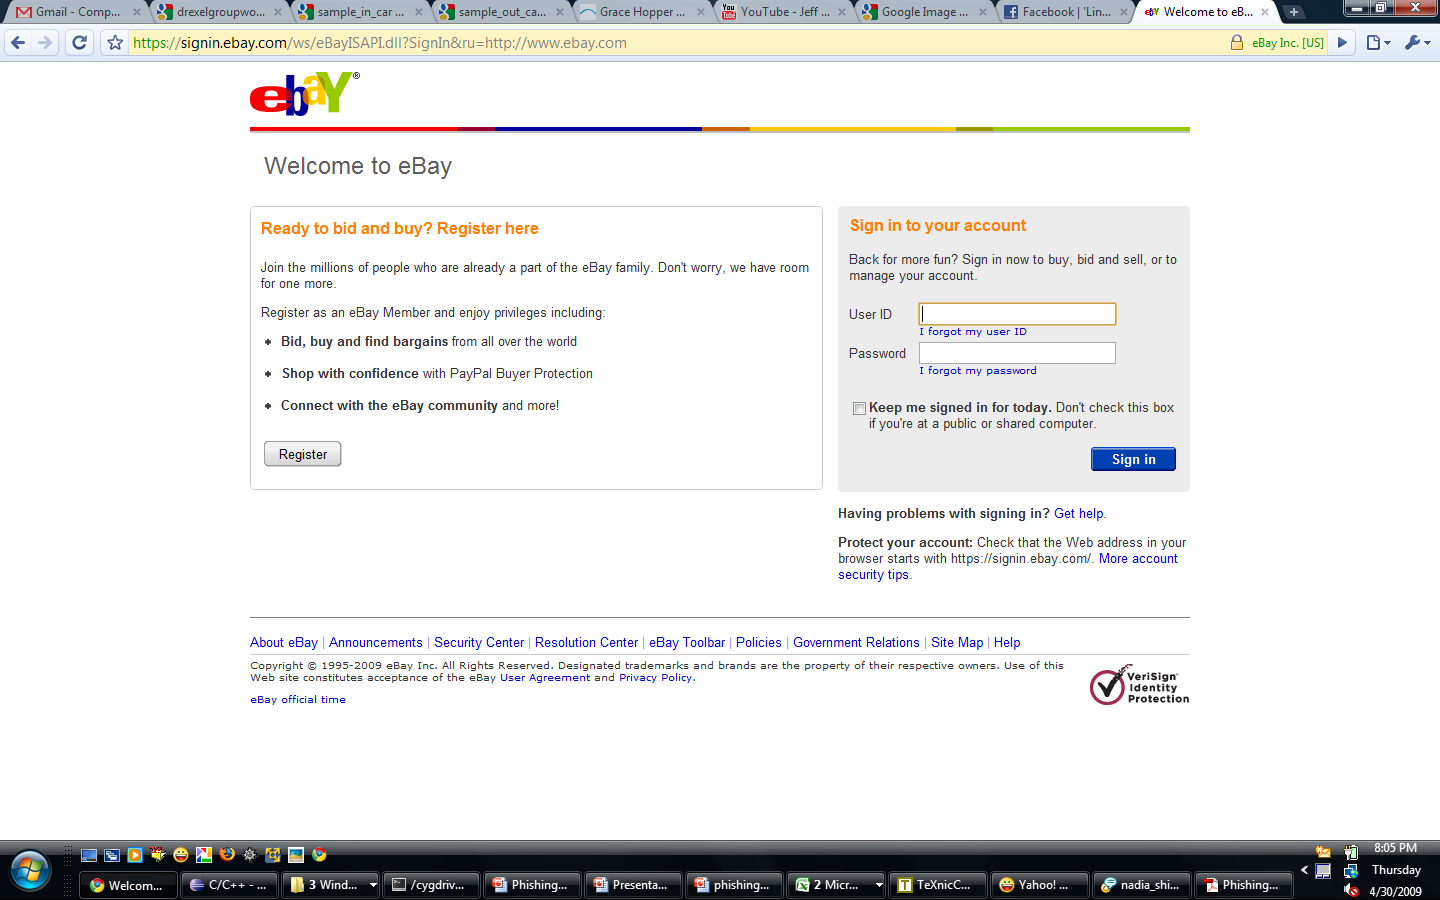 Gmail - Comp...
drexelgroupwo...
sample_in_car ...
sample_out_ca...
Grace Hopper ...
YouTube - Jeff ...
Google Image ...
Facebook | 'Lin...
Welcome to eB...
https://signin.ebay.com/ws/eBayISAPI.dll?SignIn&ru=http://www.ebay.com
eBay Inc. [US]
ebaY®
Welcome to eBay
Ready to bid and buy? Register here
Join the millions of people who are already a part of the eBay family. Don't worry, we have room
for one more.
Register as an eBay Member and enjoy privileges including:
Bid, buy and find bargains from all over the world
Shop with confidence with PayPal Buyer Protection
Connect with the eBay community and more!
Register
Sign in to your account
Back for more fun? Sign in now to buy, bid and sell, or to
manage your account.
User ID
I forgot my user ID
Password
I forgot my password
Keep me signed in for today. Don't check this box
if you're at a public or shared computer.
Sign in
Having problems with signing in? Get help.
Protect your account: Check that the Web address in your
browser starts with https://signin.ebay.com/. More account
security tips.
About eBay | Announcements | Security Center | Resolution Center | eBay Toolbar | Policies | Government Relations | Site Map | Help
Copyright © 1995-2009 eBay Inc. All Rights Reserved. Designated trademarks and brands are the property of their respective owners. Use of this
Web site constitutes acceptance of the eBay User Agreement and Privacy Policy.
eBay official time
VeriSign
Identity
Protection
8:05 PM
Thursday
4/30/2009
Welcom...
C/C++ - ...
3 Wind...
/cygdriv...
Phishing...
Presenta...
phishing...
2 Micr...
TeXnicC...
Yahoo! ...
nadia_shi...
Phishing...